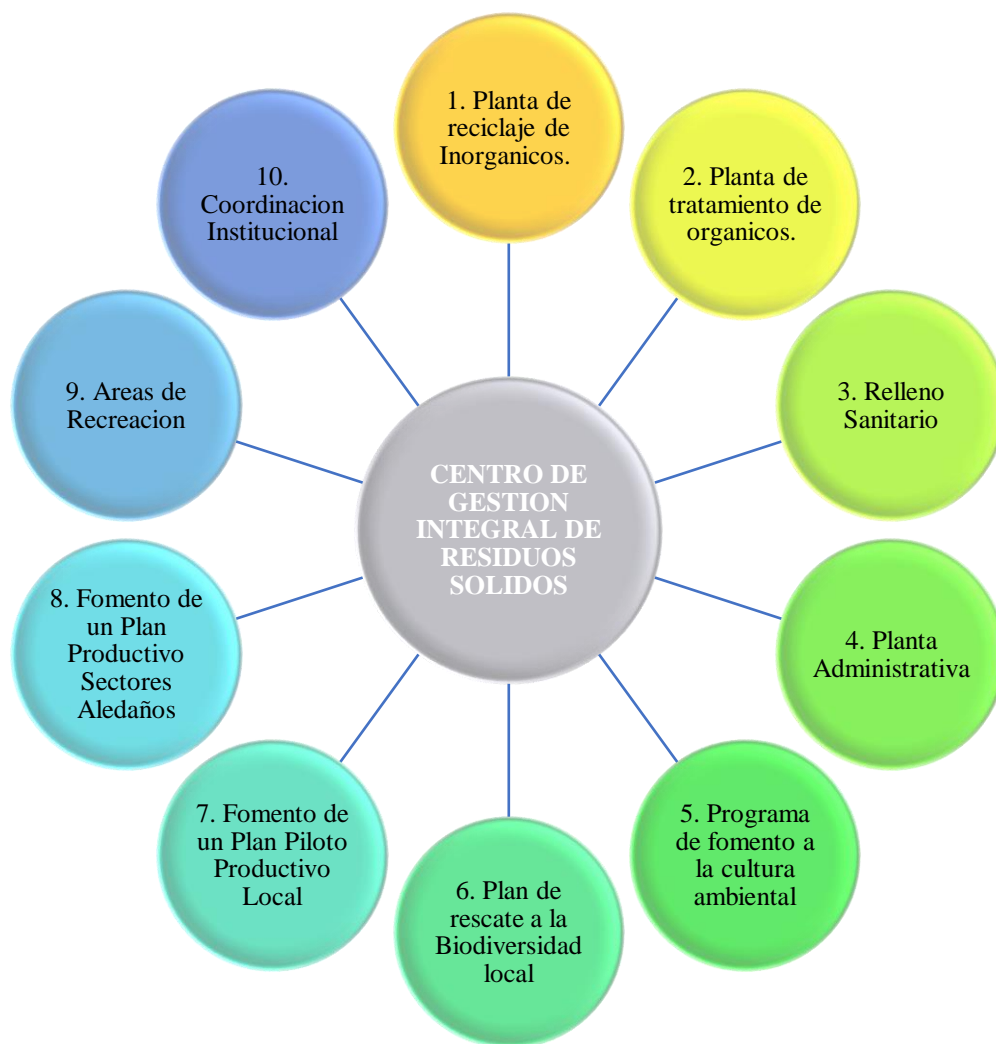 1. Planta de
reciclaje de
Inorganicos.
2. Planta de
tratamiento de
organicos.
3. Relleno
Sanitario
4. Planta
Administrativa
5. Programa
de fomento a
la cultura
ambiental
6. Plan de
rescate a la
Biodiversidad
local
7. Fomento de
un Plan Piloto
Productivo
Local
8. Fomento de
un Plan
Productivo
Sectores
Aledaños
9. Areas de
Recreacion
10.
Coordinacion
Institucional
CENTRO DE
GESTION
INTEGRAL DE
RESIDUOS
SOLIDOS